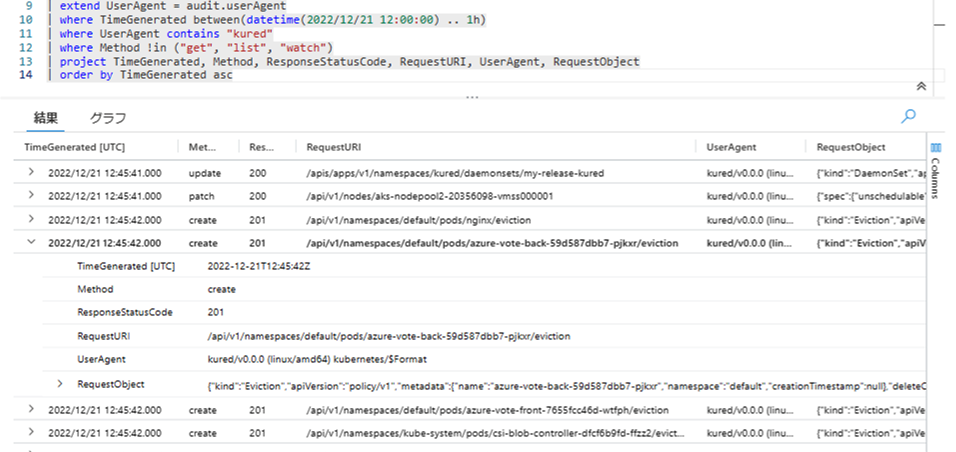 9 | extend UserAgent = audit.userAgent
10 | where TimeGenerated between(datetime(2022/12/21 12:00:00) .. 1h)
11 | where UserAgent contains "kured"
12 | where Method !in ("get", "list", "watch")
13 | project TimeGenerated, Method, ResponseStatusCode, RequestURI, UserAgent, RequestObject
14 | order by TimeGenerated asc
...
結果 グラフ
TimeGenerated [UTC] Met... Res... RequestURI UserAgent RequestObject
Columns
2022/12/21 12:45:41.000 update 200 /apis/apps/v1/namespaces/kured/daemonsets/my-release-kured kured/v0.0.0 (linu... {"kind":"DaemonSet","ap
2022/12/21 12:45:41.000 patch 200 /api/v1/nodes/aks-nodepool2-20356098-vmss000001 kured/v0.0.0 (linu... {"spec":{"unschedulable"
2022/12/21 12:45:42.000 create 201 /api/v1/namespaces/default/pods/nginx/eviction kured/v0.0.0 (linu... {"kind":"Eviction","apiVe
2022/12/21 12:45:42.000 create 201 /api/v1/namespaces/default/pods/azure-vote-back-59d587dbb7-pjkxr/eviction kured/v0.0.0 (linu... {"kind":"Eviction","apiVe
TimeGenerated [UTC] 2022-12-21T12:45:42Z
Method create
ResponseStatusCode 201
RequestURI /api/v1/namespaces/default/pods/azure-vote-back-59d587dbb7-pjkxr/eviction
UserAgent kured/v0.0.0 (linux/amd64) kubernetes/$Format
RequestObject {"kind":"Eviction","apiVersion":"policy/v1","metadata":{"name":"azure-vote-back-59d587dbb7-pjkxr","namespace":"default","creationTimestamp":null},"deleteO
2022/12/21 12:45:42.000 create 201 /api/v1/namespaces/default/pods/azure-vote-front-7655fcc46d-wtfph/eviction kured/v0.0.0 (linu... {"kind":"Eviction","apiVe
2022/12/21 12:45:42.000 create 201 /api/v1/namespaces/kube-system/pods/csi-blob-controller-dfcf6b9fd-ffzz2/evict... kured/v0.0.0 (linu... {"kind":"Eviction","apiVe